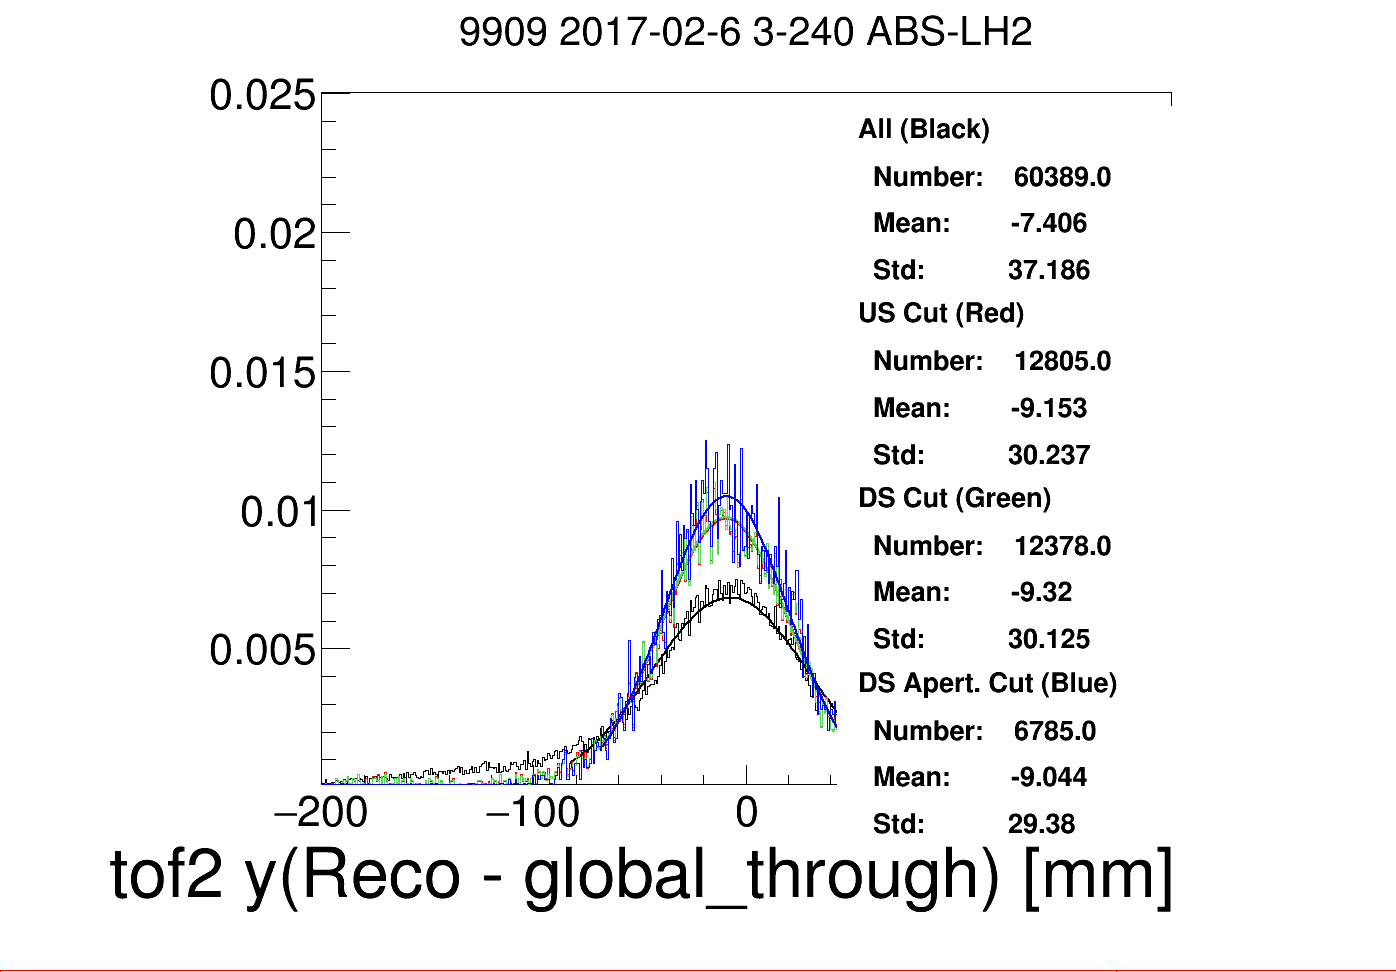 9909 2017-02-6 3-240 ABS-LH2
0.025
0.02
0.015
0.01
0.005
−200 −100 0
All (Black)
Number: 60389.0
Mean: -7.406
Std: 37.186
US Cut (Red)
Number: 12805.0
Mean: -9.153
Std: 30.237
DS Cut (Green)
Number: 12378.0
Mean: -9.32
Std: 30.125
DS Apert. Cut (Blue)
Number: 6785.0
Mean: -9.044
Std: 29.38
tof2 y(Reco - global_through) [mm]